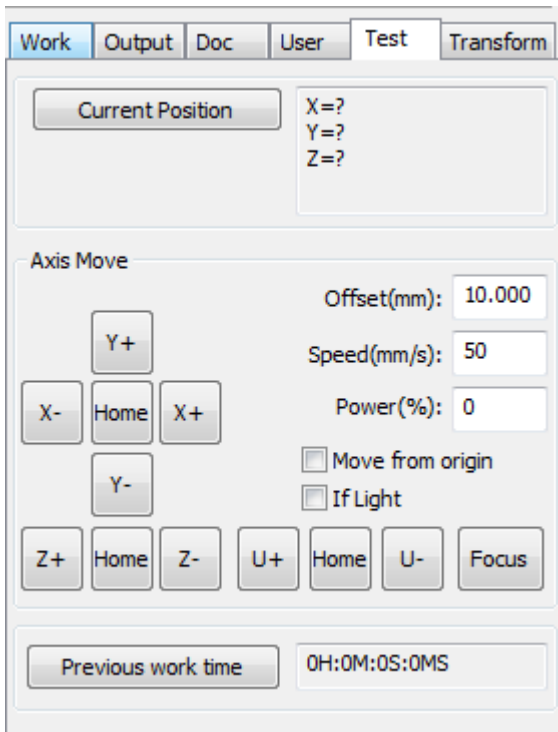 Work Output Doc User Test Transform
Current Position
X=?
Y=?
Z=?
Axis Move
Offset(mm): 10.000
Y+
Speed(mm/s): 50
X- Home X+
Power(%): 0
Move from origin
Y-
If Light
Z+ Home Z- U+ Home U- Focus
Previous work time 0H:0M:0S:0MS